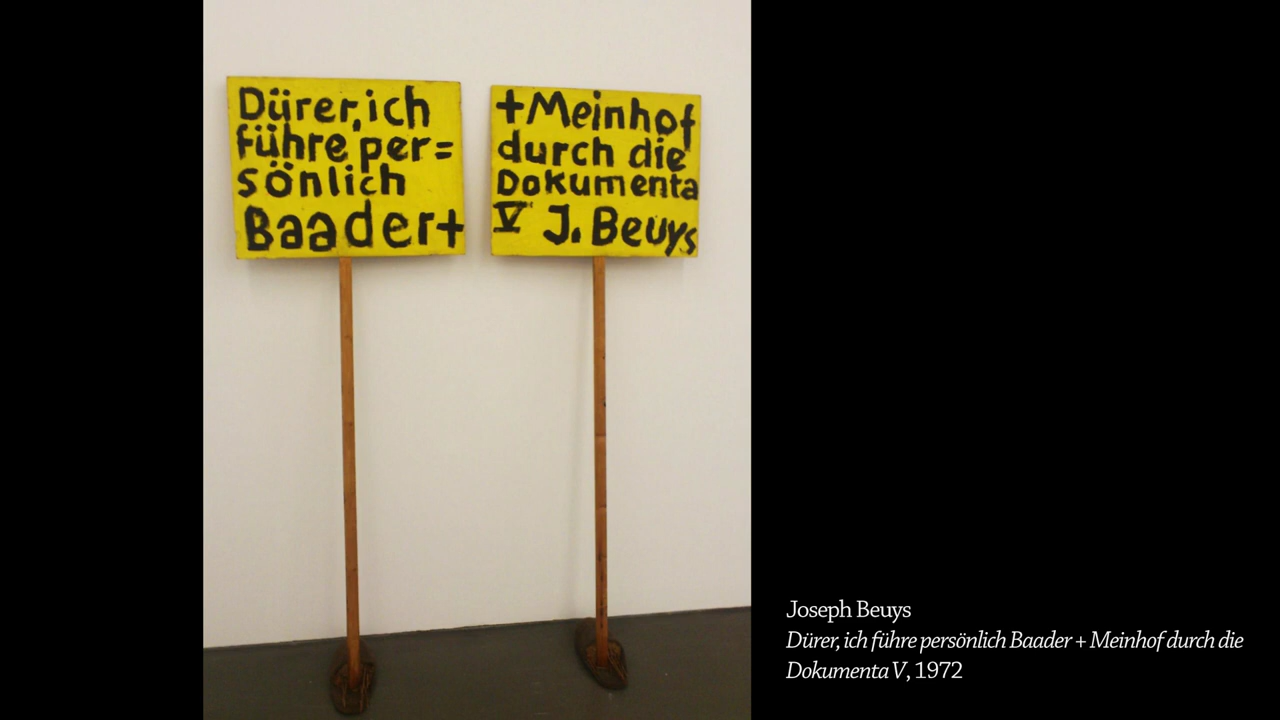 Dürer, ich
führe per=
sönlich
Baader+
+Meinhof
durch die
Dokumenta
V J. Beuys
Joseph Beuys
Dürer, ich führe persönlich Baader + Meinhof durch die
Dokumenta V, 1972